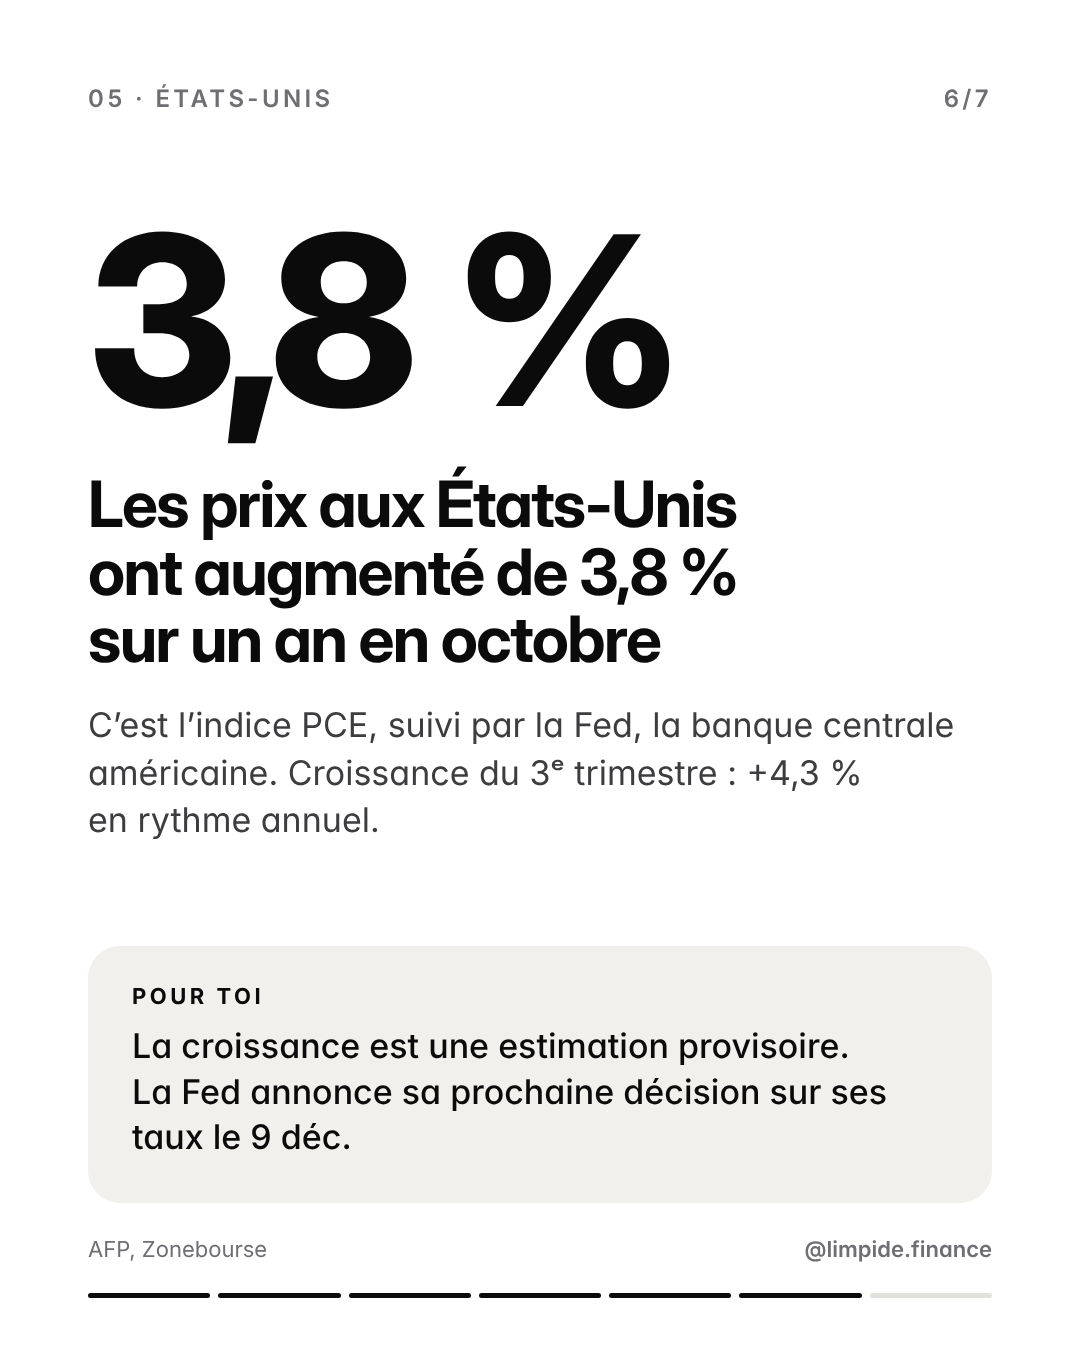 05 · ÉTATS-UNIS
6/7
3,8 %
Les prix aux États-Unis
ont augmenté de 3,8 %
sur un an en octobre
C’est l’indice PCE, suivi par la Fed, la banque centrale
américaine. Croissance du 3ᵉ trimestre : +4,3 %
en rythme annuel.
POUR TOI
La croissance est une estimation provisoire.
La Fed annonce sa prochaine décision sur ses
taux le 9 déc.
AFP, Zonebourse
@limpide.finance